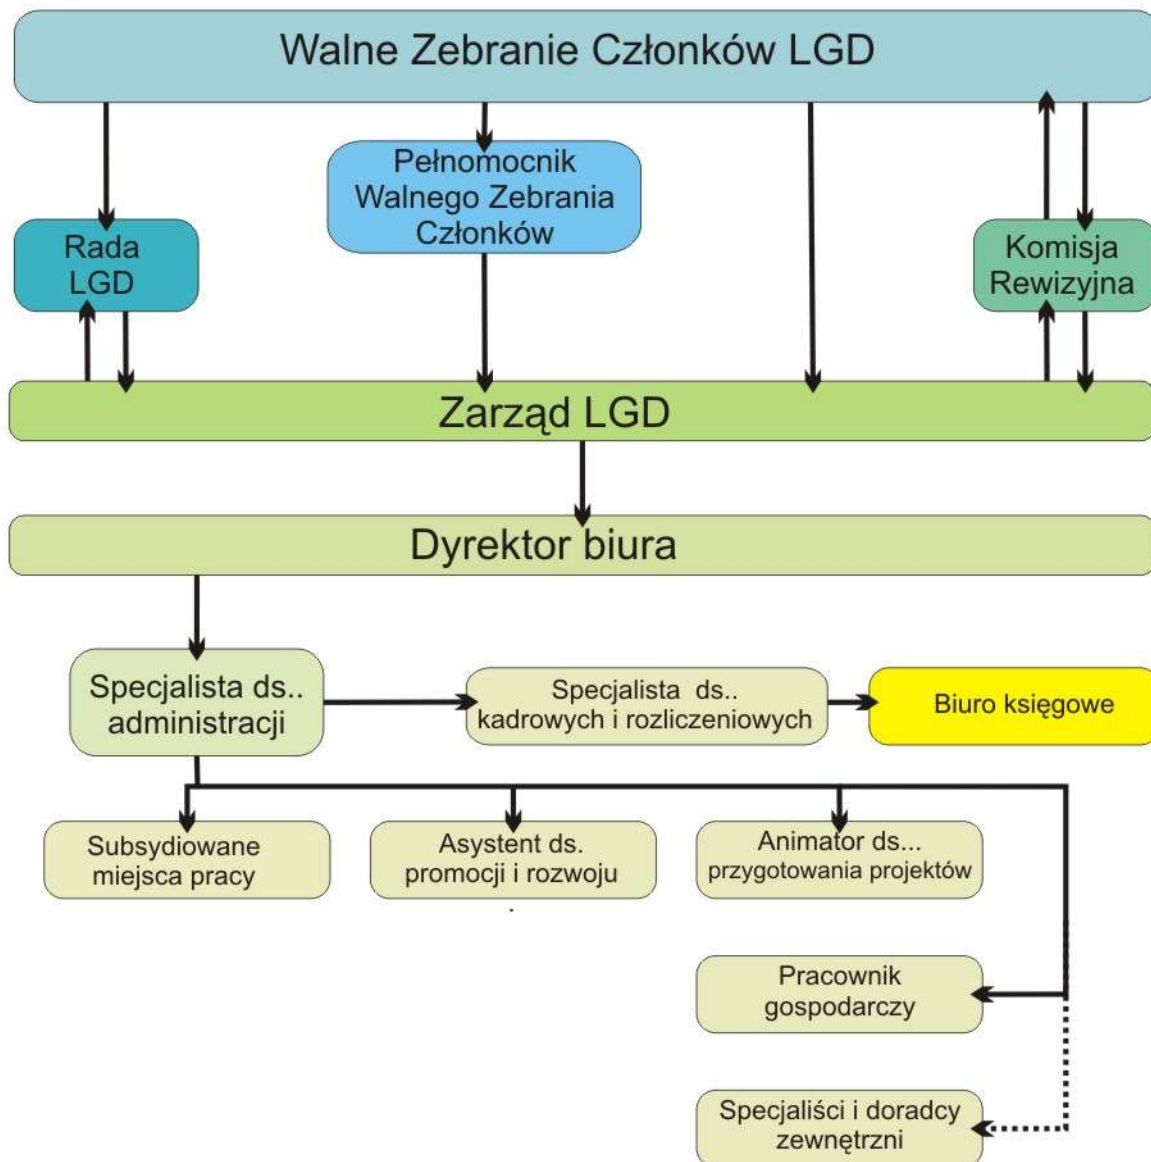 Walne Zebranie Członków LGD
Pełnomocnik
Walnego Zebrania
Członków
Rada
LGD
Komisja
Rewizyjna
Zarząd LGD
Dyrektor biura
Specjalista ds..
administracji
Specjalista ds..
kadrowych i rozliczeniowych
Biuro księgowe
Subsydiowane
miejsca pracy
Asystent ds.
promocji i rozwoju
.
Animator ds...
przygotowania projektów
Pracownik
gospodarczy
Specjaliści i doradcy
zewnętrzni